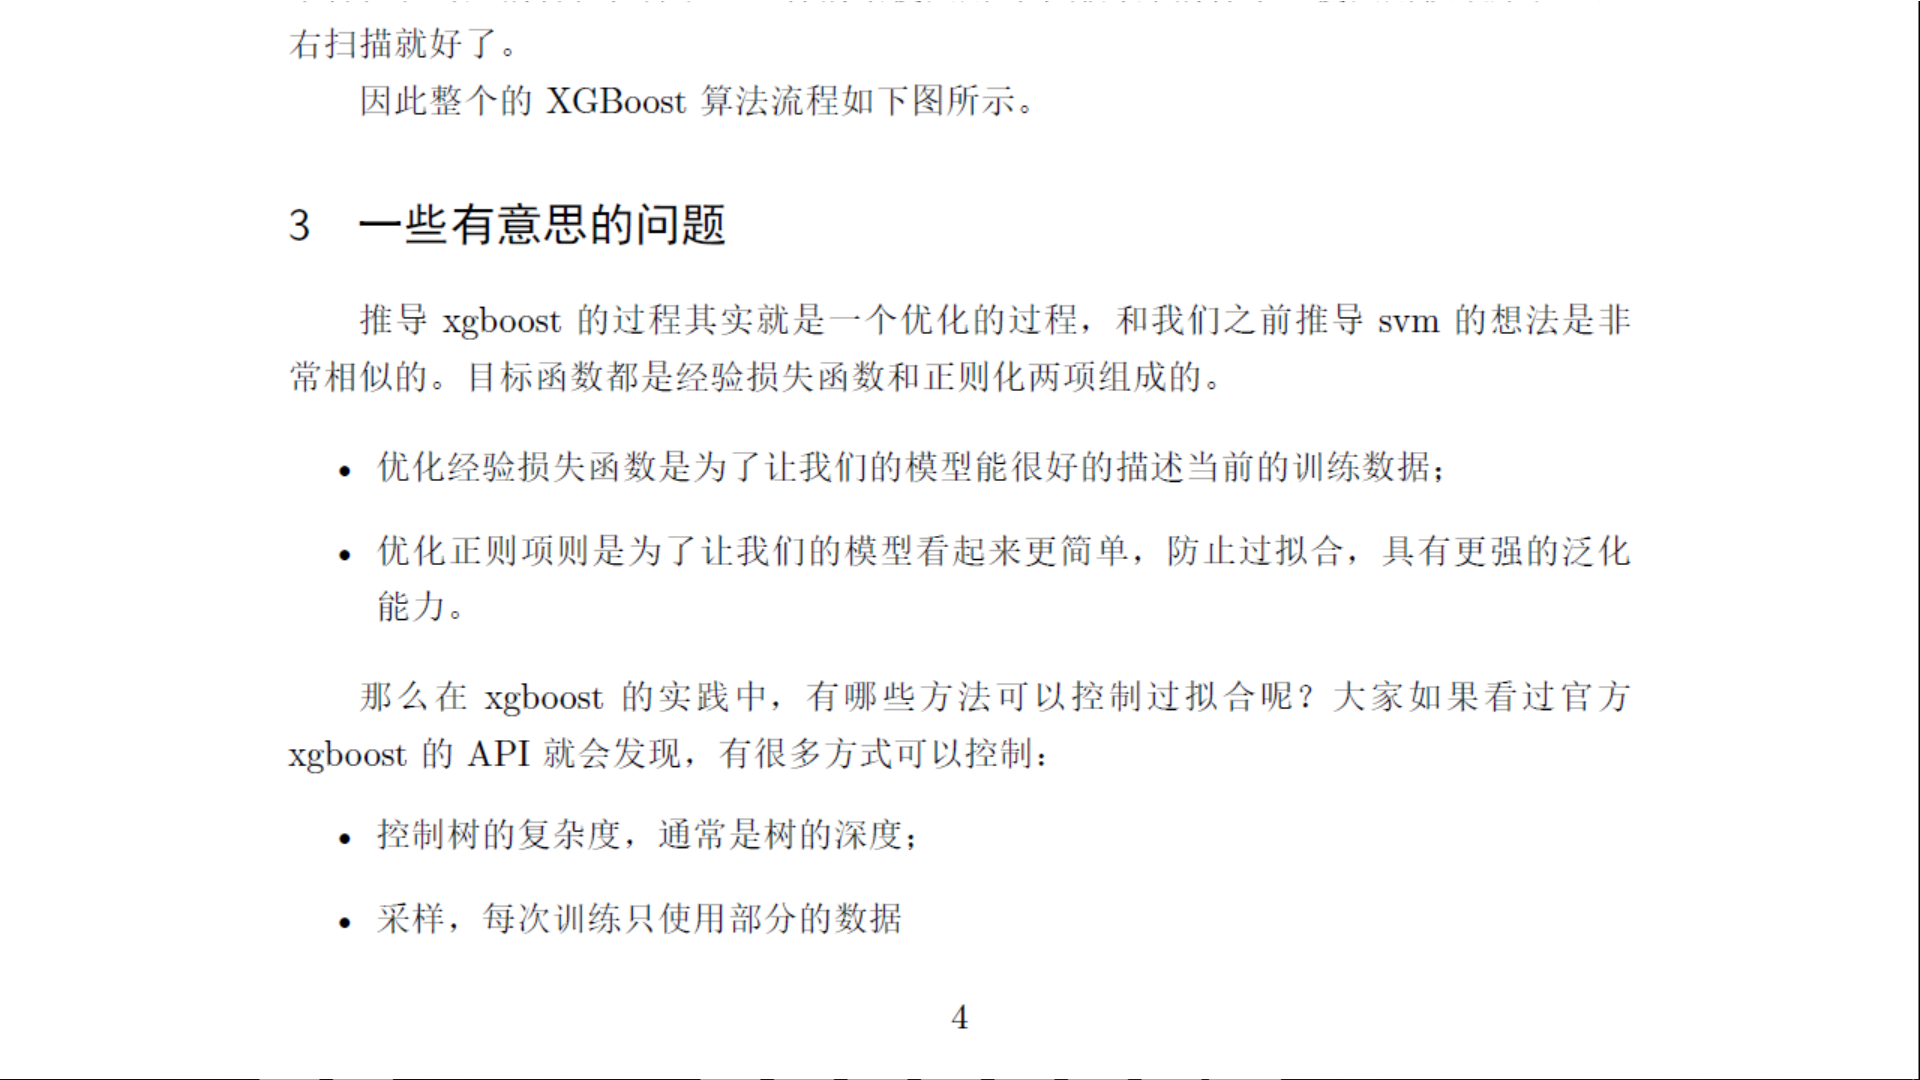 右扫描就好了。
因此整个的 XGBoost 算法流程如下图所示。
3 一些有意思的问题
推导 xgboost 的过程其实就是一个优化的过程，和我们之前推导 svm 的想法是非
常相似的。目标函数都是经验损失函数和正则化两项组成的。
• 优化经验损失函数是为了让我们的模型能很好的描述当前的训练数据；
• 优化正则项则是为了让我们的模型看起来更简单，防止过拟合，具有更强的泛化
能力。
那么在 xgboost 的实践中，有哪些方法可以控制过拟合呢？大家如果看过官方
xgboost 的 API 就会发现，有很多方式可以控制：
• 控制树的复杂度，通常是树的深度；
• 采样，每次训练只使用部分的数据
4